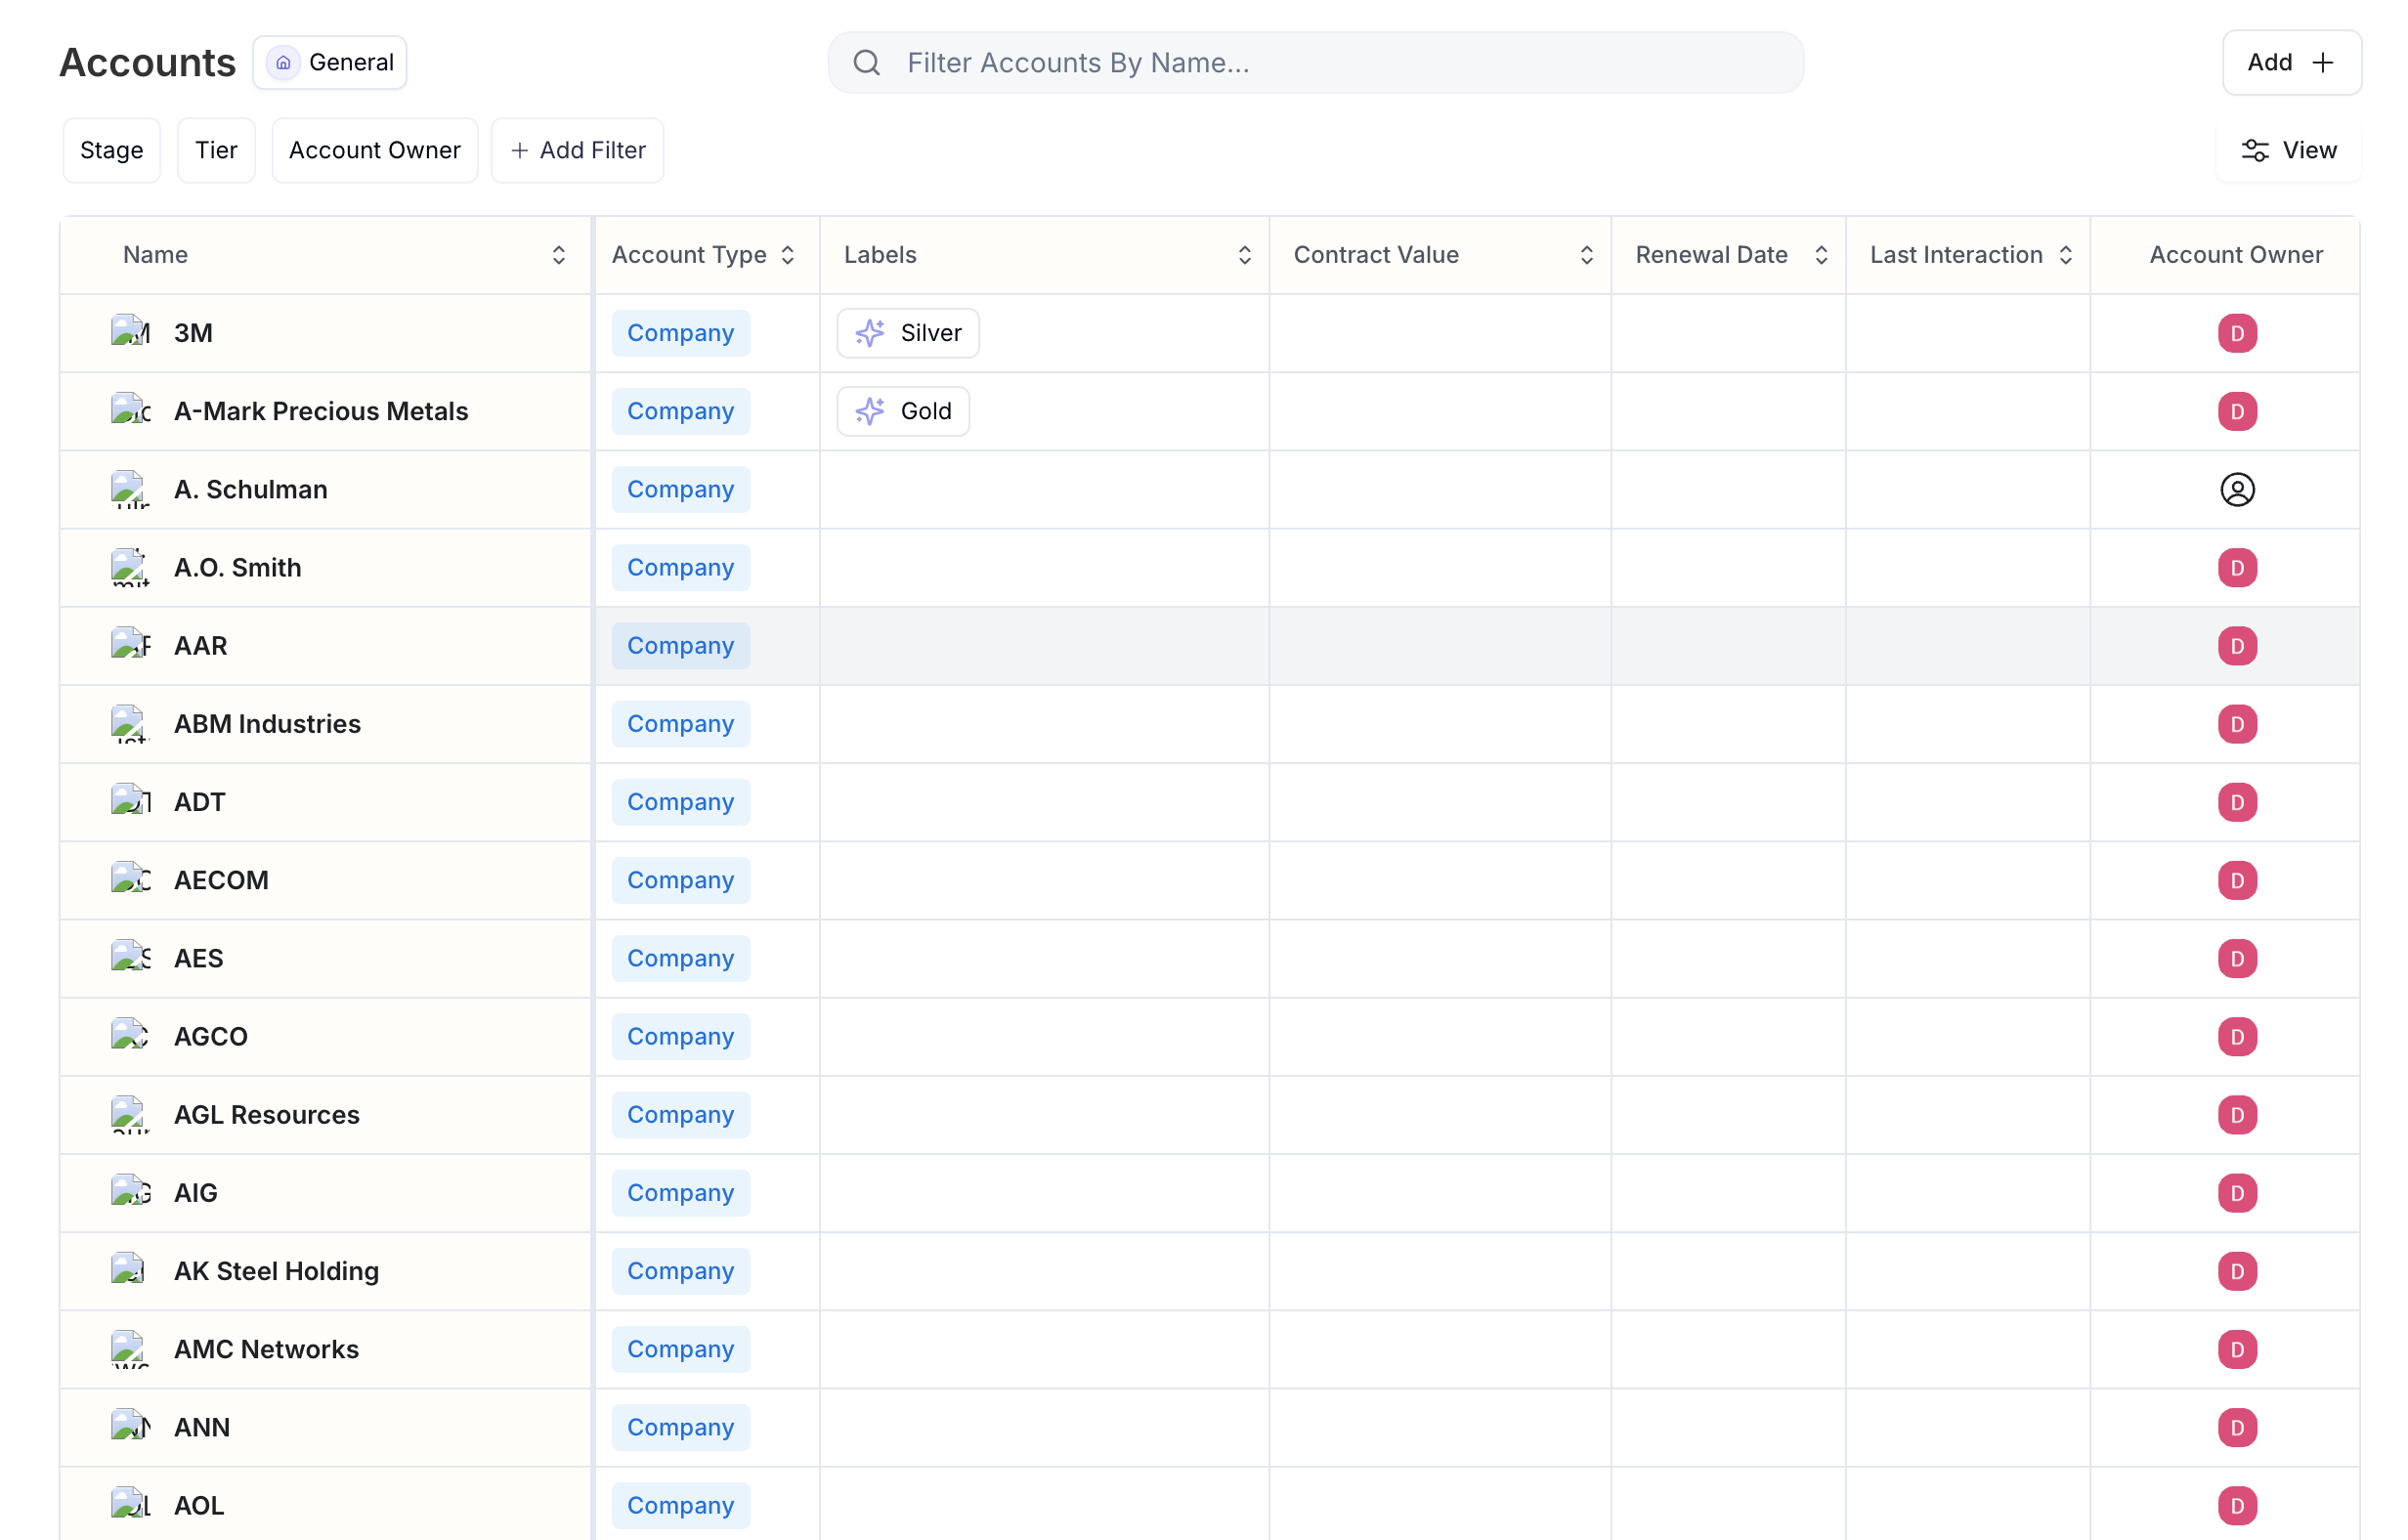 Accounts General Filter Accounts By Name... Add
Stage Tier Account Owner Add Filter View
Name Account Type Labels Contract Value Renewal Date Last Interaction Account Owner
3M Company Silver D
A-Mark Precious Metals Company Gold D
A. Schulman Company
A.O. Smith Company D
AAR Company D
ABM Industries Company D
ADT Company D
AECOM Company D
AES Company D
AGCO Company D
AGL Resources Company D
AIG Company D
AK Steel Holding Company D
AMC Networks Company D
ANN Company D
AOL Company D